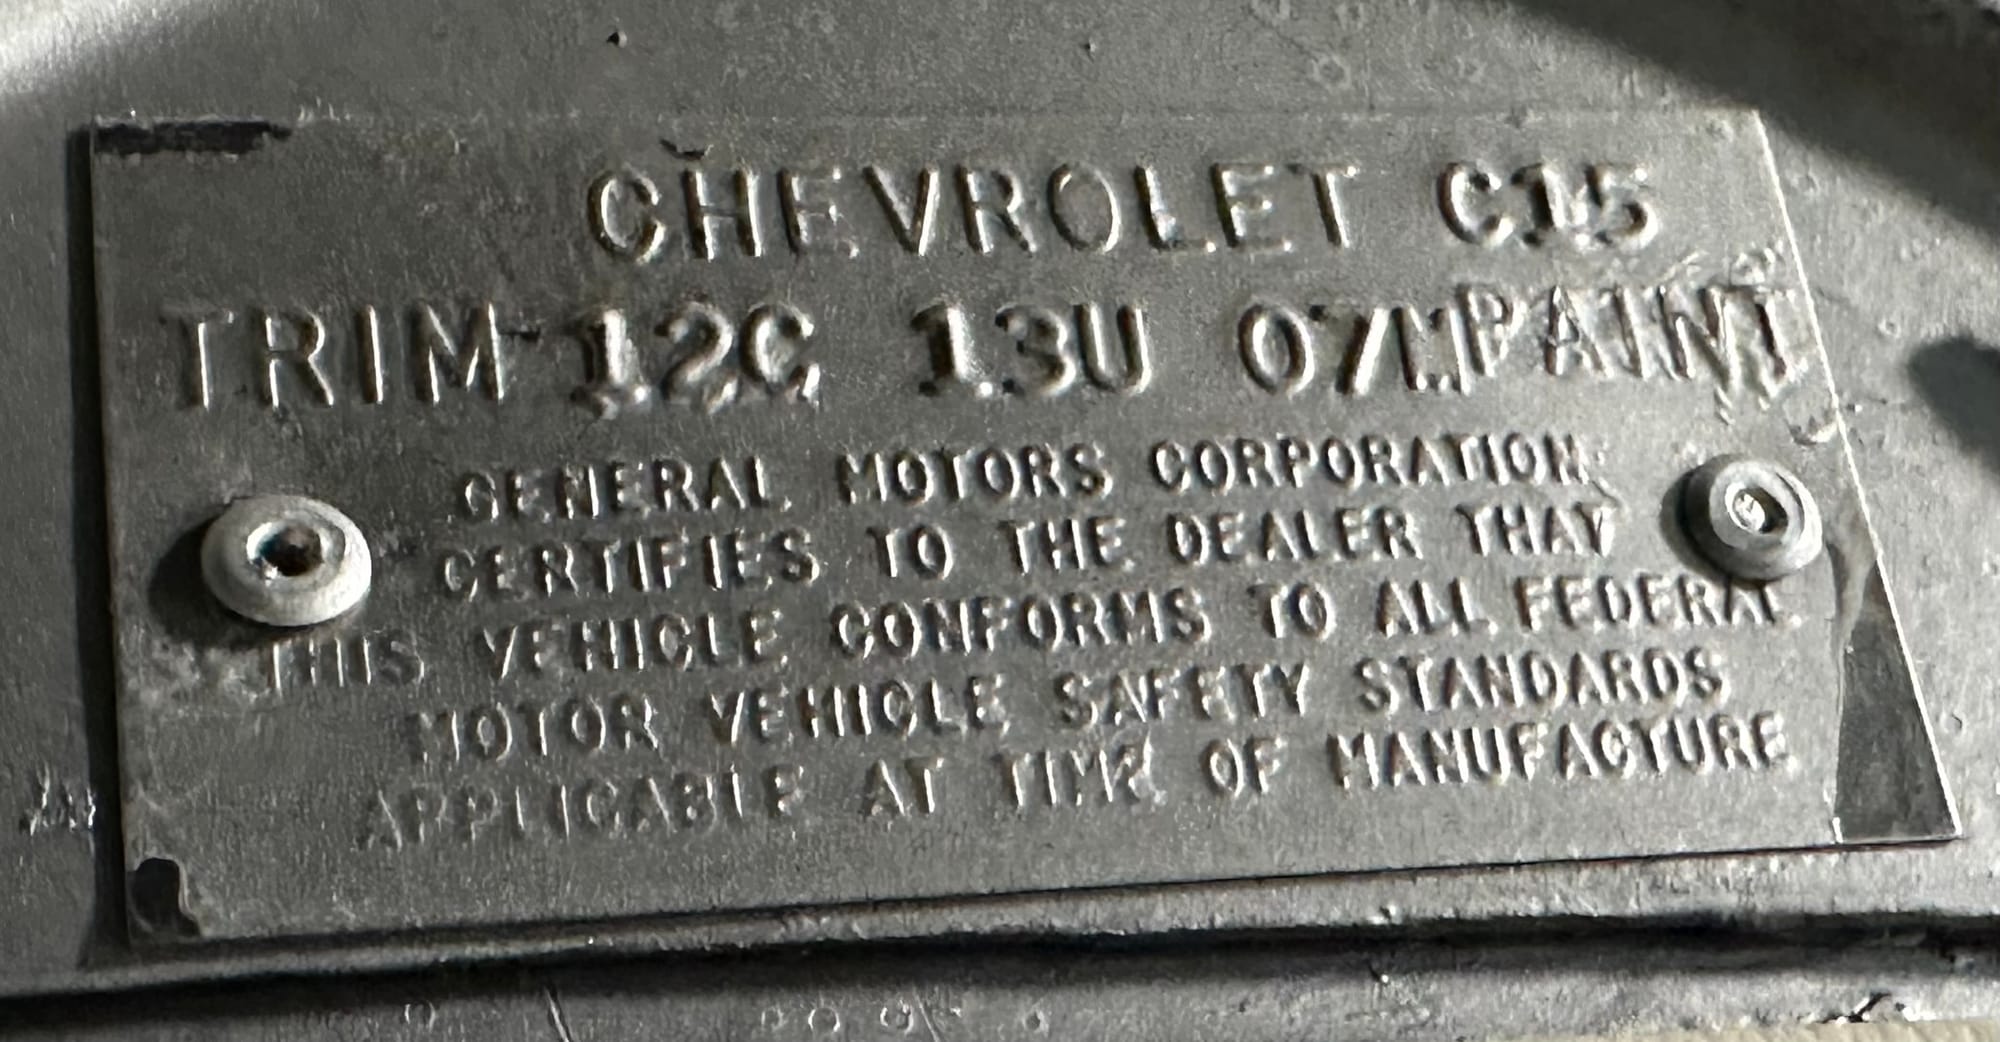 CHEVROLET C15
TRIM 12C 13U 07M PAINT
GENERAL MOTORS CORPORATION
CERTIFIES TO THE DEALER THAT
THIS VEHICLE CONFORMS TO ALL FEDERAL
MOTOR VEHICLE SAFETY STANDARDS
APPLICABLE AT TIME OF MANUFACTURE